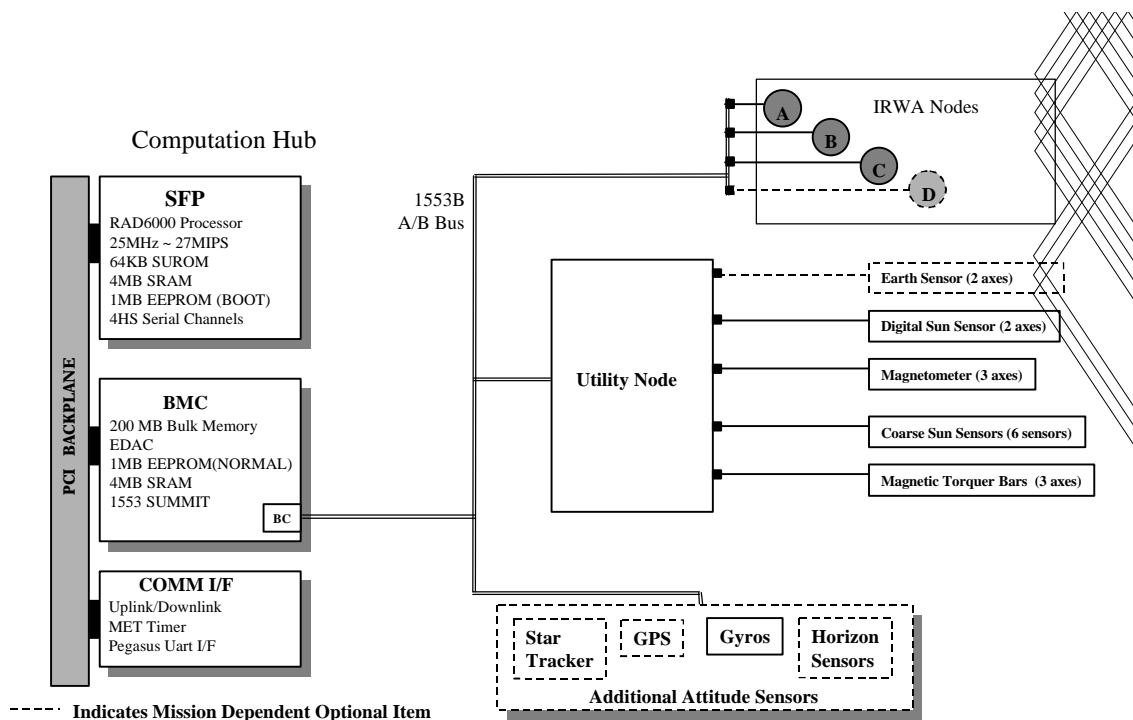 Computation Hub
PCI BACKPLANE
SFP
RAD6000 Processor
25MHz ~ 27MIPS
64KB SUROM
4MB SRAM
1MB EEPROM (BOOT)
4HS Serial Channels
BMC
200 MB Bulk Memory
EDAC
1MB EEPROM(NORMAL)
4MB SRAM
1553 SUMMIT
BC
COMM I/F
Uplink/Downlink
MET Timer
Pegasus Uart I/F
Indicates Mission Dependent Optional Item
1553B
A/B Bus
IRWA Nodes
A
B
C
D
Utility Node
Earth Sensor (2 axes)
Digital Sun Sensor (2 axes)
Magnetometer (3 axes)
Coarse Sun Sensors (6 sensors)
Magnetic Torquer Bars (3 axes)
Star
Tracker
GPS
Gyros
Horizon
Sensors
Additional Attitude Sensors